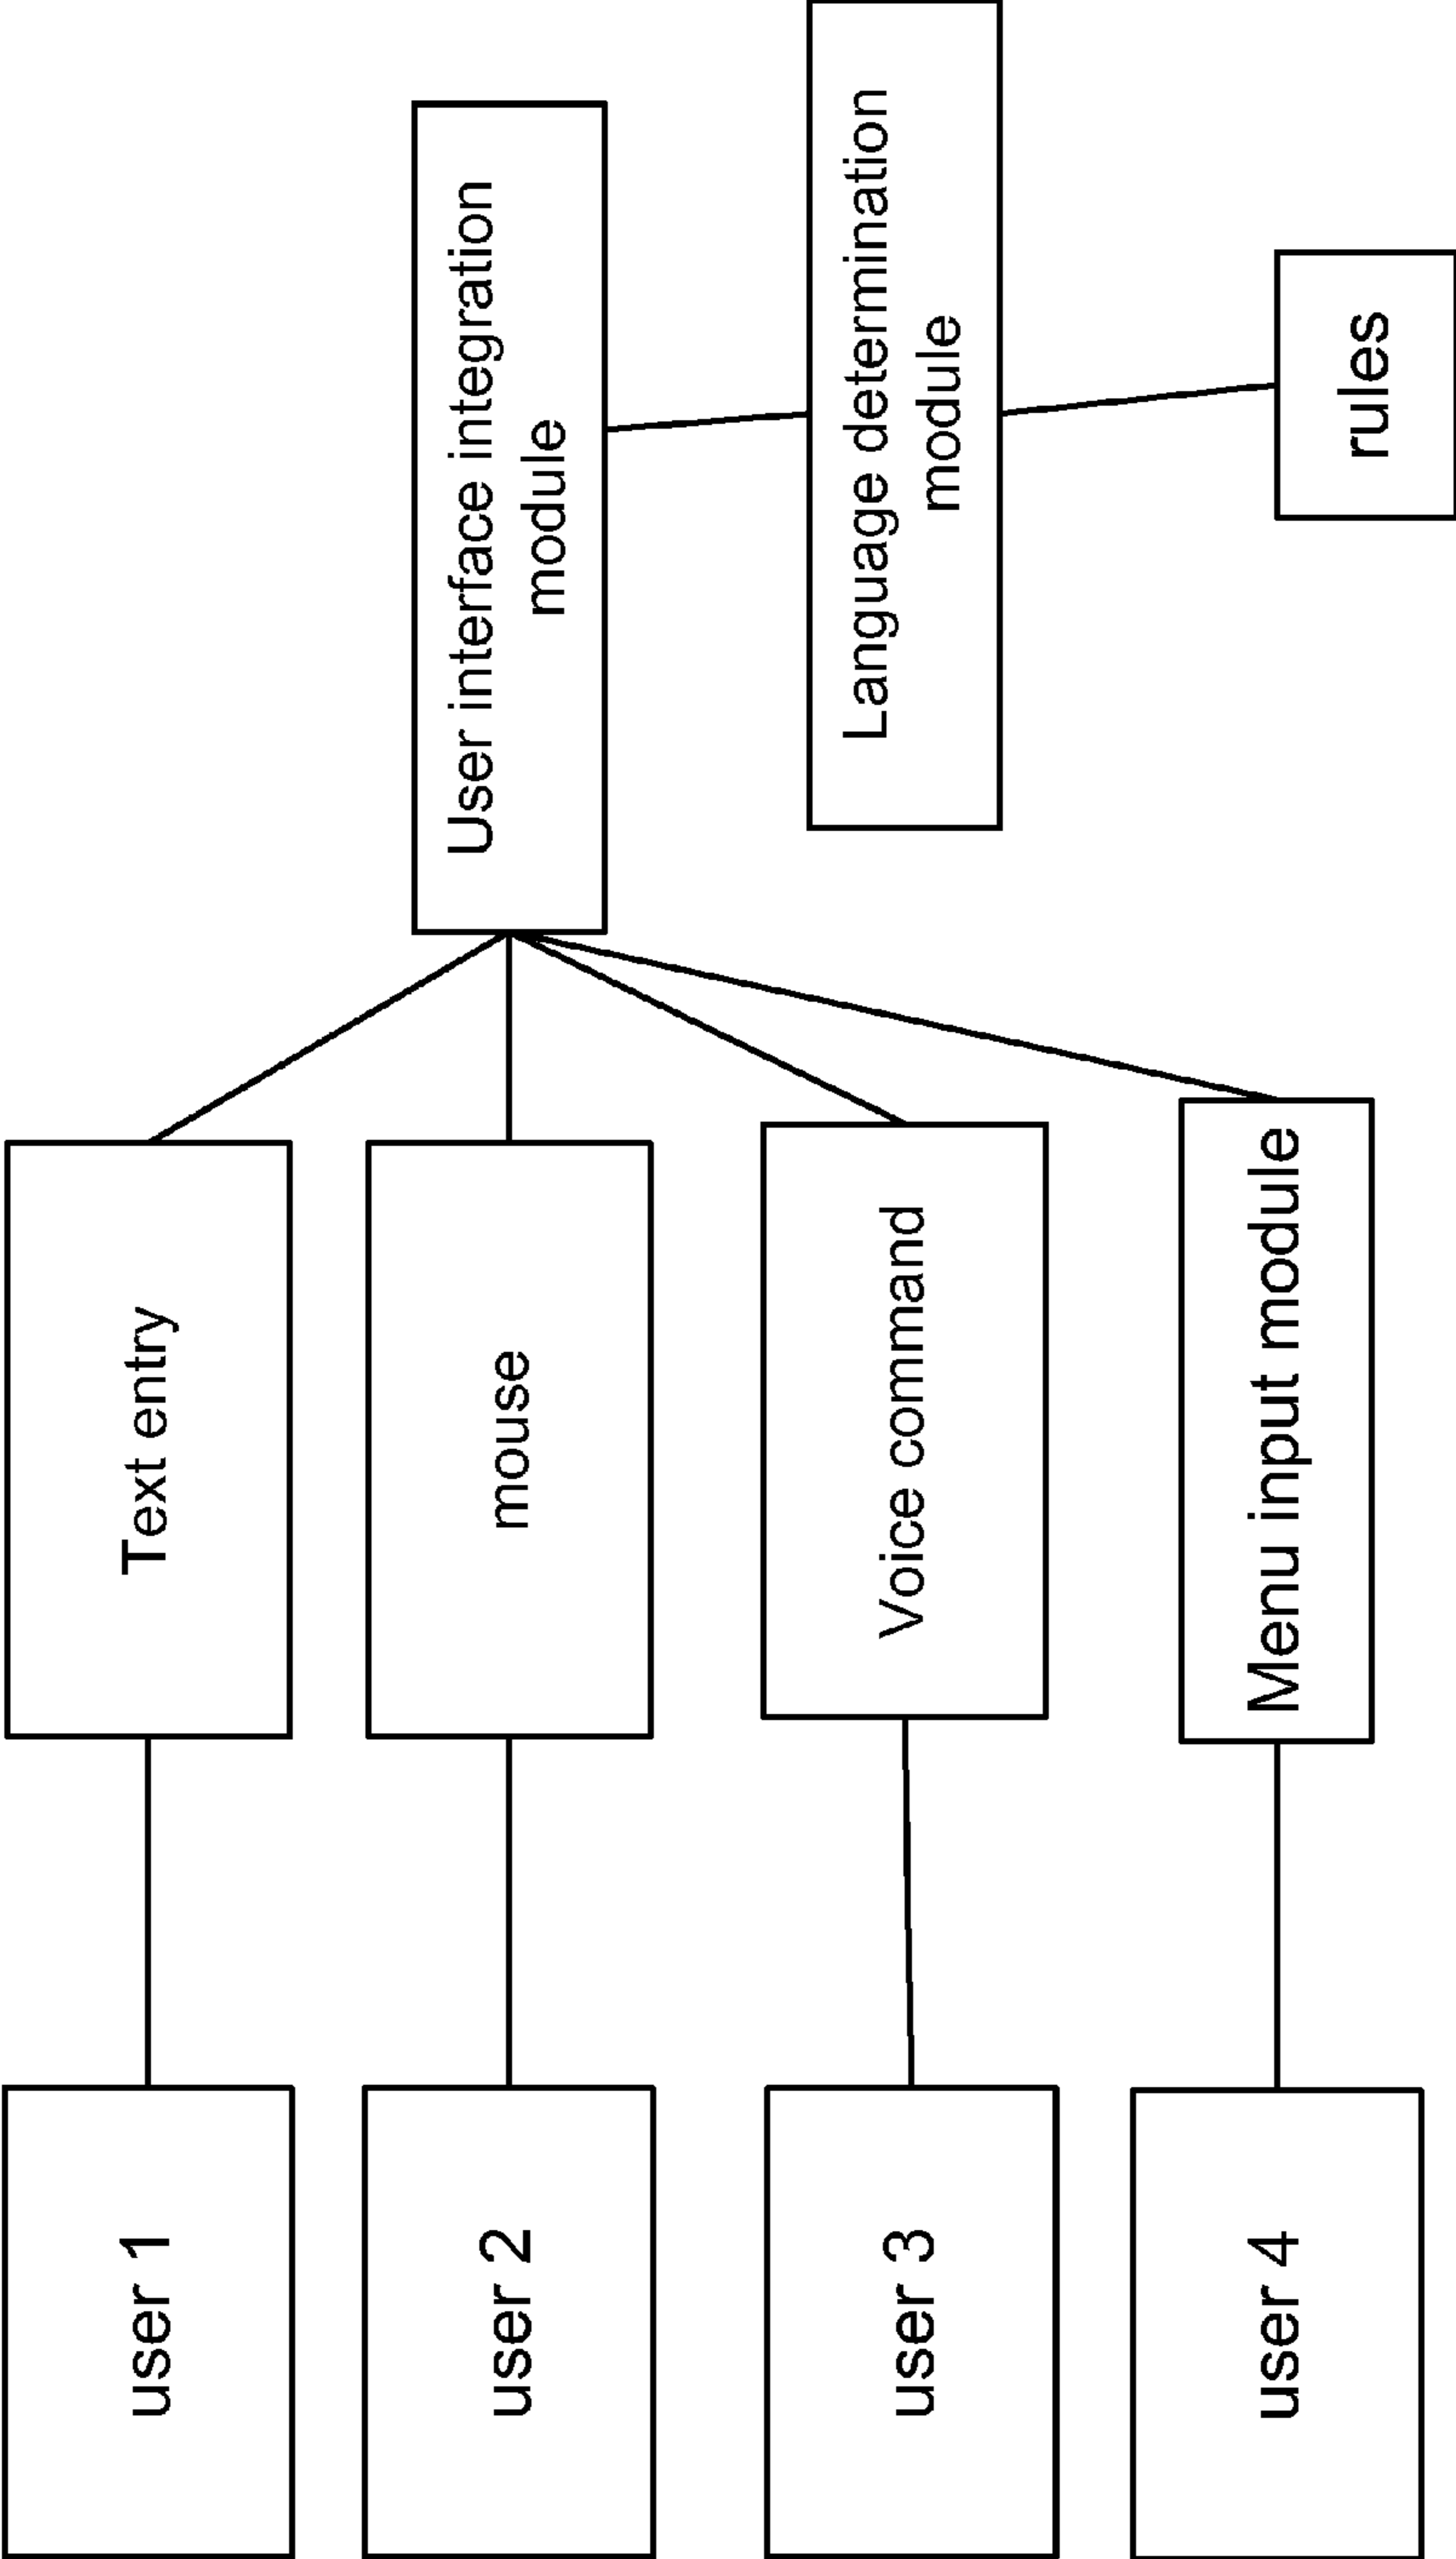 user 1
Text entry
User interface integration
module
user 2
mouse
Language determination
module
user 3
Voice command
rules
user 4
Menu input module